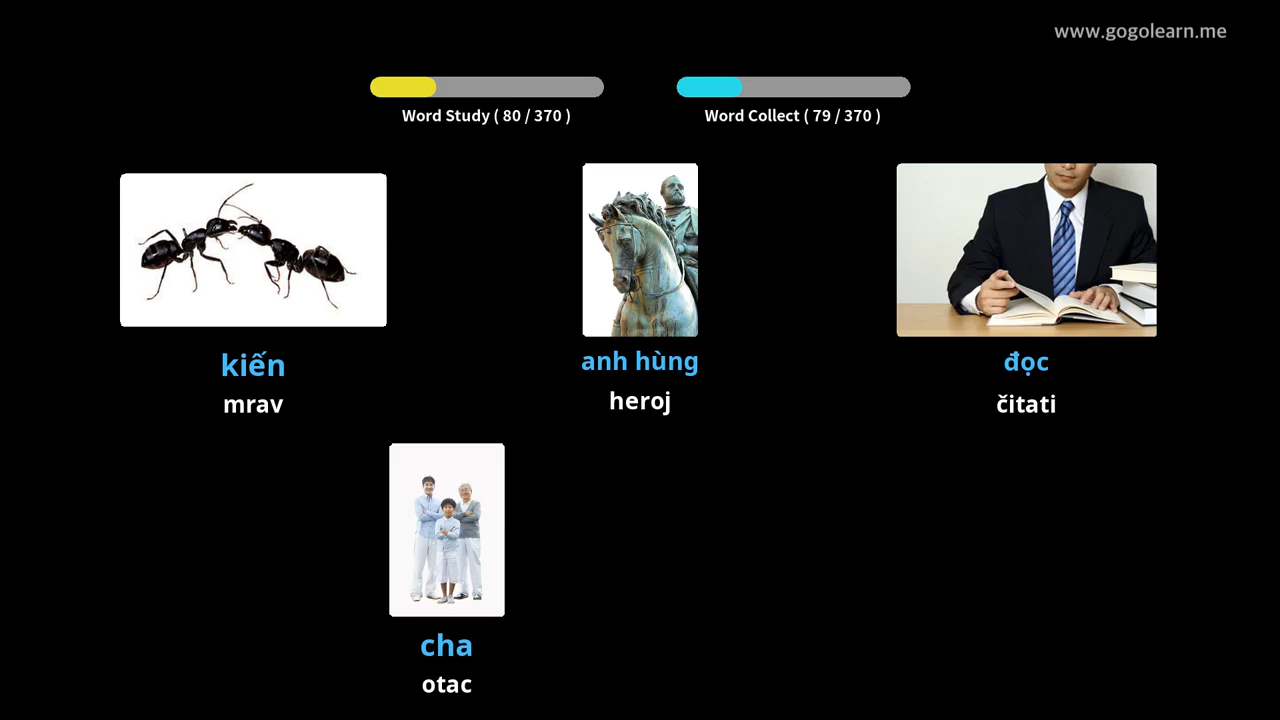 www.gogolearn.me
Word Study ( 80 / 370 )
Word Collect ( 79 / 370 )
kiến
mrav
anh hùng
heroj
đọc
čitati
cha
otac